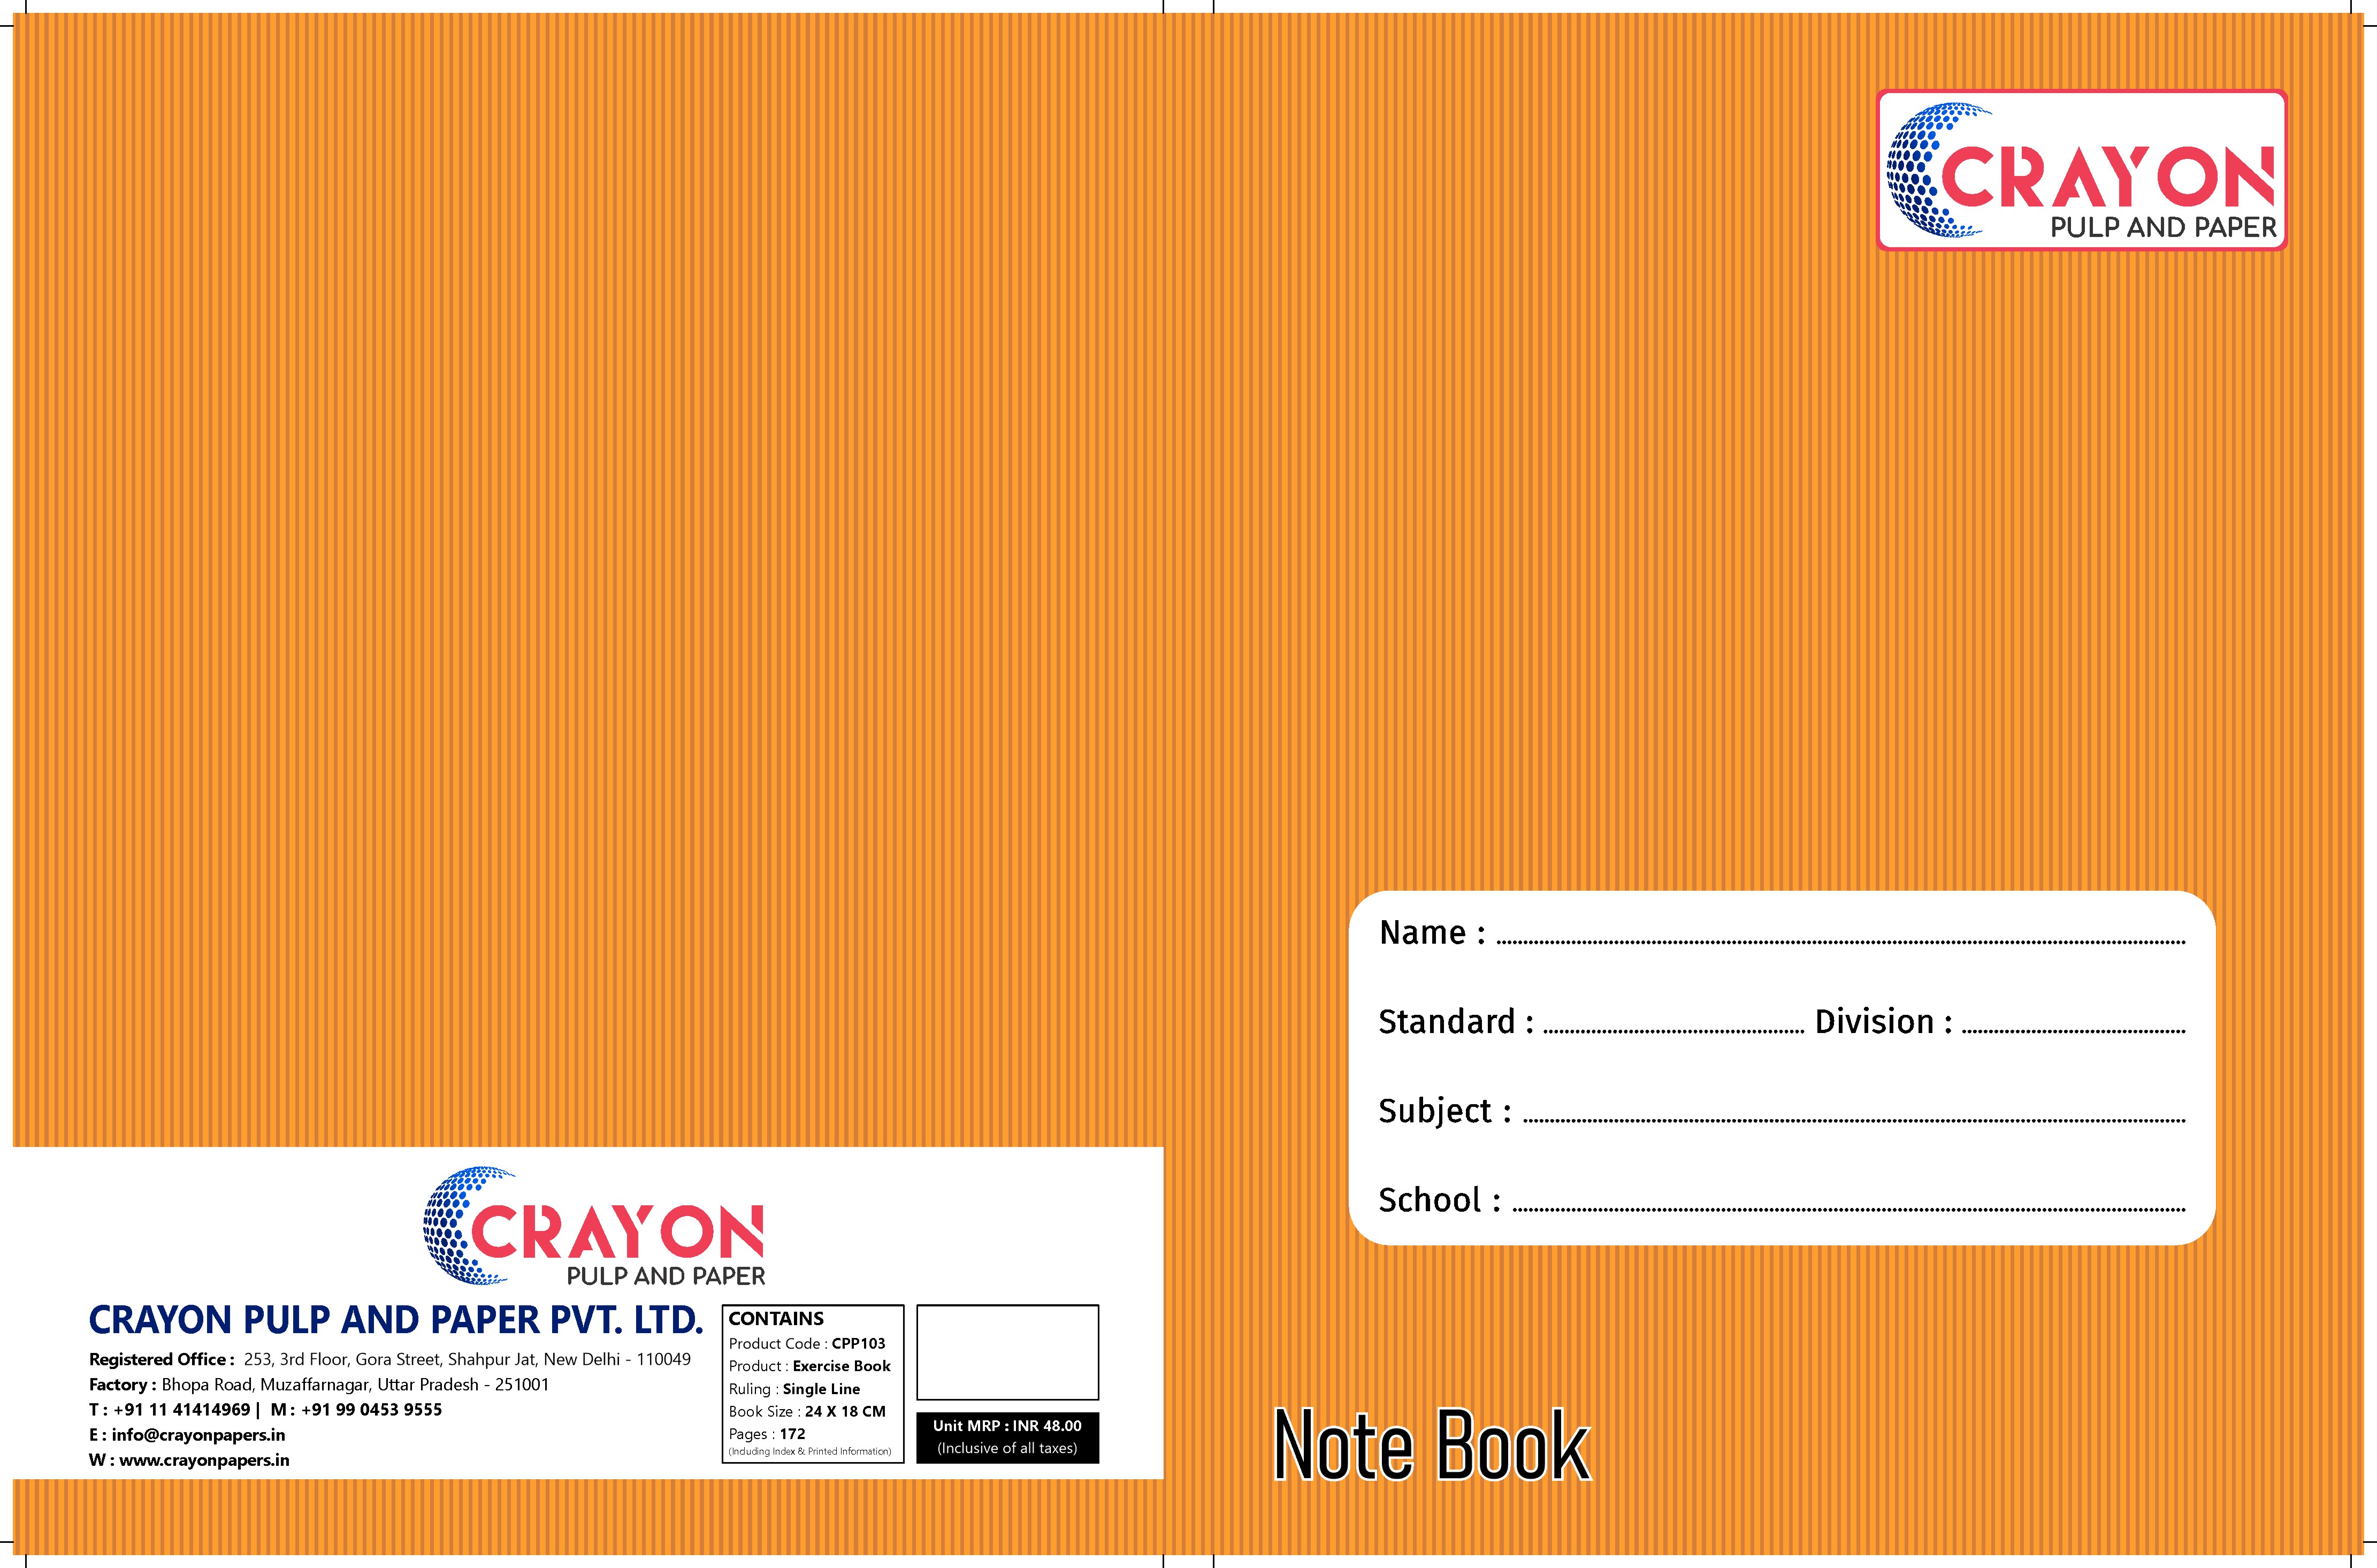 CRAYON
PULP AND PAPER
Name : ........................................
Standard : .................... Division : ....................
Subject : ........................................
School : ........................................
Note Book
CRAYON
PULP AND PAPER
CRAYON PULP AND PAPER PVT. LTD.
Registered Office : 253, 3rd Floor, Gora Street, Shahpur Jat, New Delhi - 110049
Factory : Bhopa Road, Muzaffarnagar, Uttar Pradesh - 251001
T : +91 11 41414969 | M : +91 99 0453 9555
E : info@crayonpapers.in
W : www.crayonpapers.in
CONTAINS
Product Code : CPP103
Product : Exercise Book
Ruling : Single Line
Book Size : 24 X 18 CM
Pages : 172
(Including Index & Printed Information)
Unit MRP : INR 48.00
(Inclusive of all taxes)